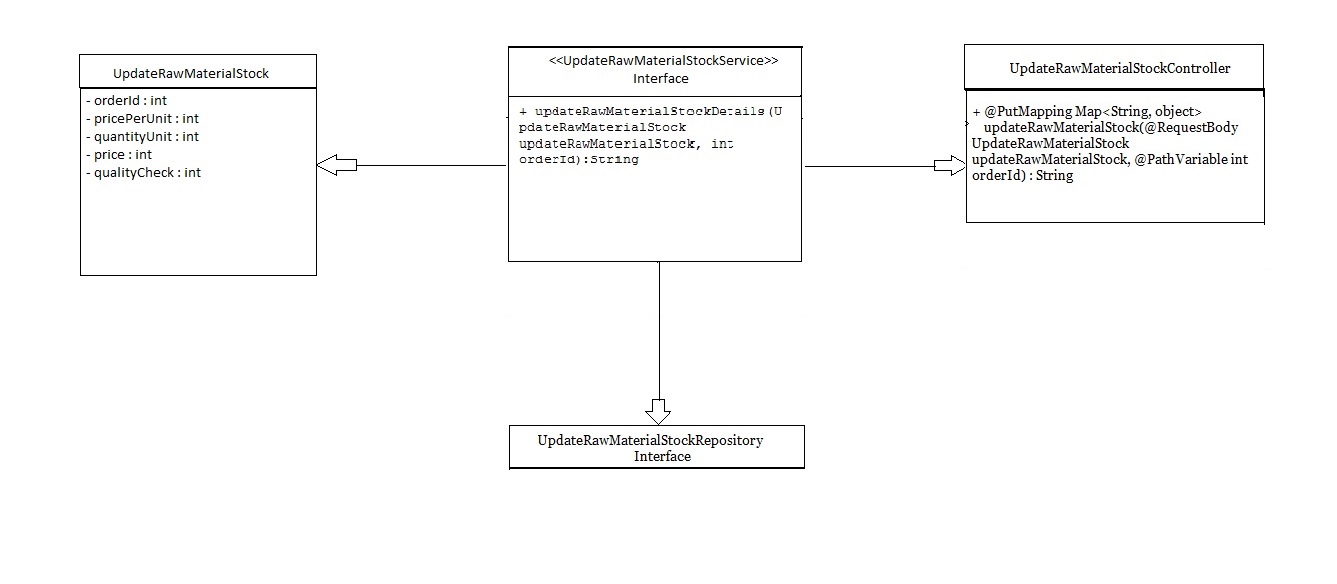 UpdateRawMaterialStock
- orderId : int
- pricePerUnit : int
- quantityUnit : int
- price : int
- qualityCheck : int
<<UpdateRawMaterialStockService>>
Interface
+ updateRawMaterialStockDetails(U
pdateRawMaterialStock
updateRawMaterialStock, int
orderId):String
UpdateRawMaterialStockController
+ @PutMapping Map<String, object>
updateRawMaterialStock(@RequestBody
UpdateRawMaterialStock
updateRawMaterialStock, @PathVariable int
orderId) : String
UpdateRawMaterialStockRepository
Interface